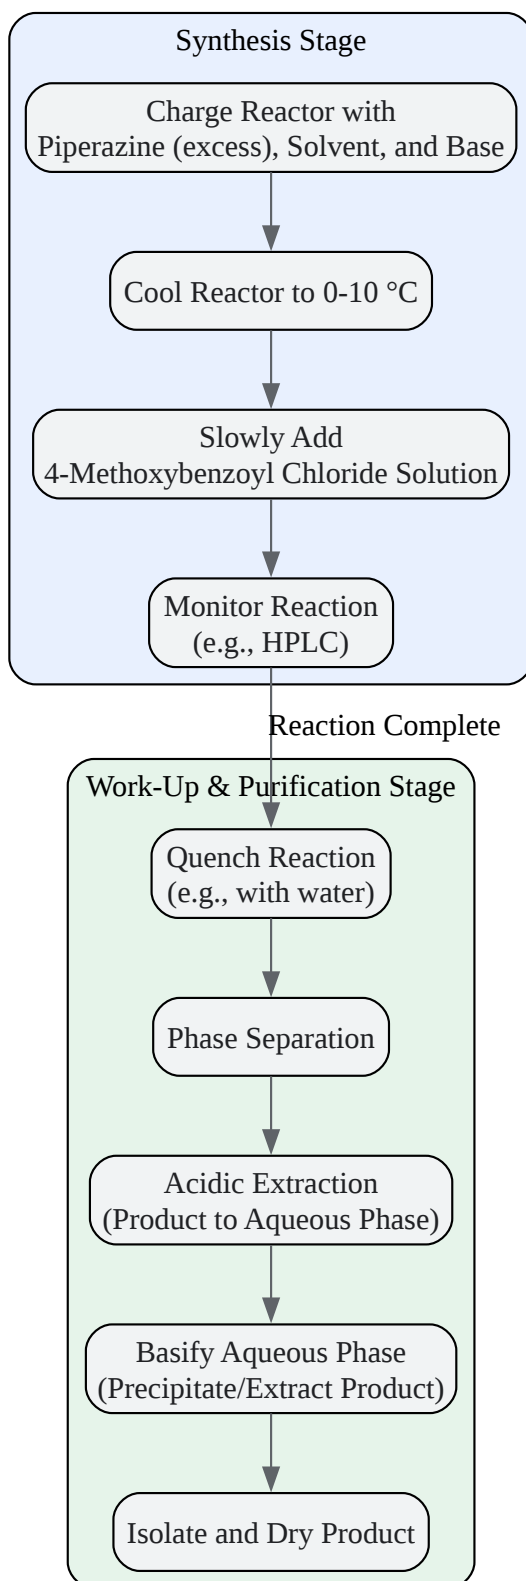 Synthesis Stage
Charge Reactor with
Piperazine (excess), Solvent, and Base
Cool Reactor to 0-10 °C
Slowly Add
4-Methoxybenzoyl Chloride Solution
Monitor Reaction
(e.g., HPLC)
Reaction Complete
Work-Up & Purification Stage
Quench Reaction
(e.g., with water)
Phase Separation
Acidic Extraction
(Product to Aqueous Phase)
Basify Aqueous Phase
(Precipitate/Extract Product)
Isolate and Dry Product